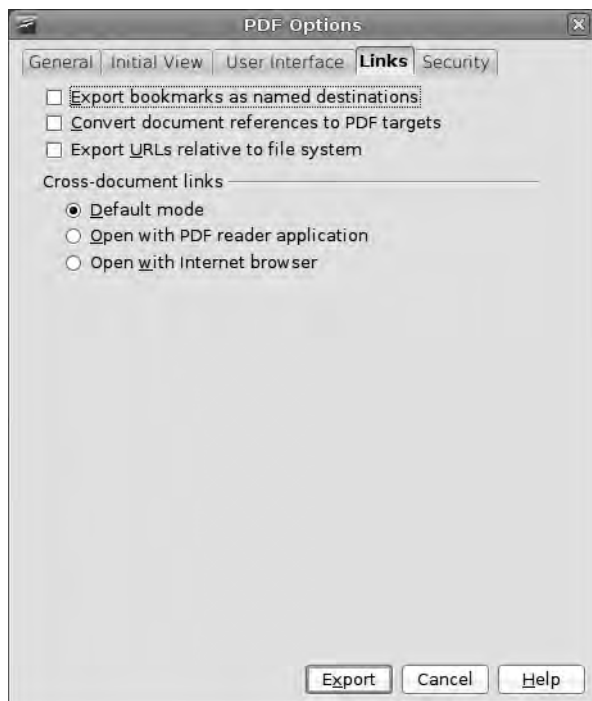 PDF Options
General Initial View User Interface Links Security
Export bookmarks as named destinations
Convert document references to PDF targets
Export URLs relative to file system
Cross-document links
Default mode
Open with PDF reader application
Open with Internet browser
Export Cancel Help